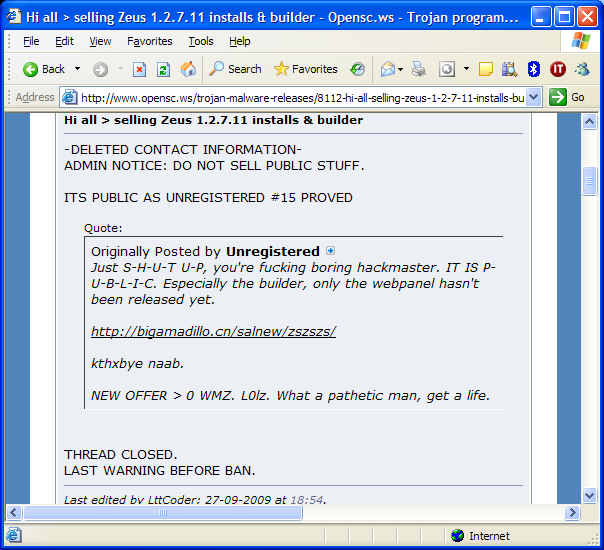 Hi all > selling Zeus 1.2.7.11 installs & builder - Opensc.ws - Trojan program...
File Edit View Favorites Tools Help
Back Search Favorites
Address http://www.opensc.ws/trojan-malware-releases/8112-hi-all-selling-zeus-1-2-7-11-installs-bu Go
Hi all > selling Zeus 1.2.7.11 installs & builder
-DELETED CONTACT INFORMATION-
ADMIN NOTICE: DO NOT SELL PUBLIC STUFF.
ITS PUBLIC AS UNREGISTERED #15 PROVED
Quote:
Originally Posted by Unregistered
Just S-H-U-T U-P, you're fucking boring hackmaster. IT IS P-
U-B-L-I-C. Especially the builder, only the webpanel hasn't
been released yet.
http://bigamadillo.cn/salnew/zszszs/
kthxbye naab.
NEW OFFER > 0 WMZ. L0lz. What a pathetic man, get a life.
THREAD CLOSED.
LAST WARNING BEFORE BAN.
Last edited by LttCoder; 27-09-2009 at 18:54.
Internet